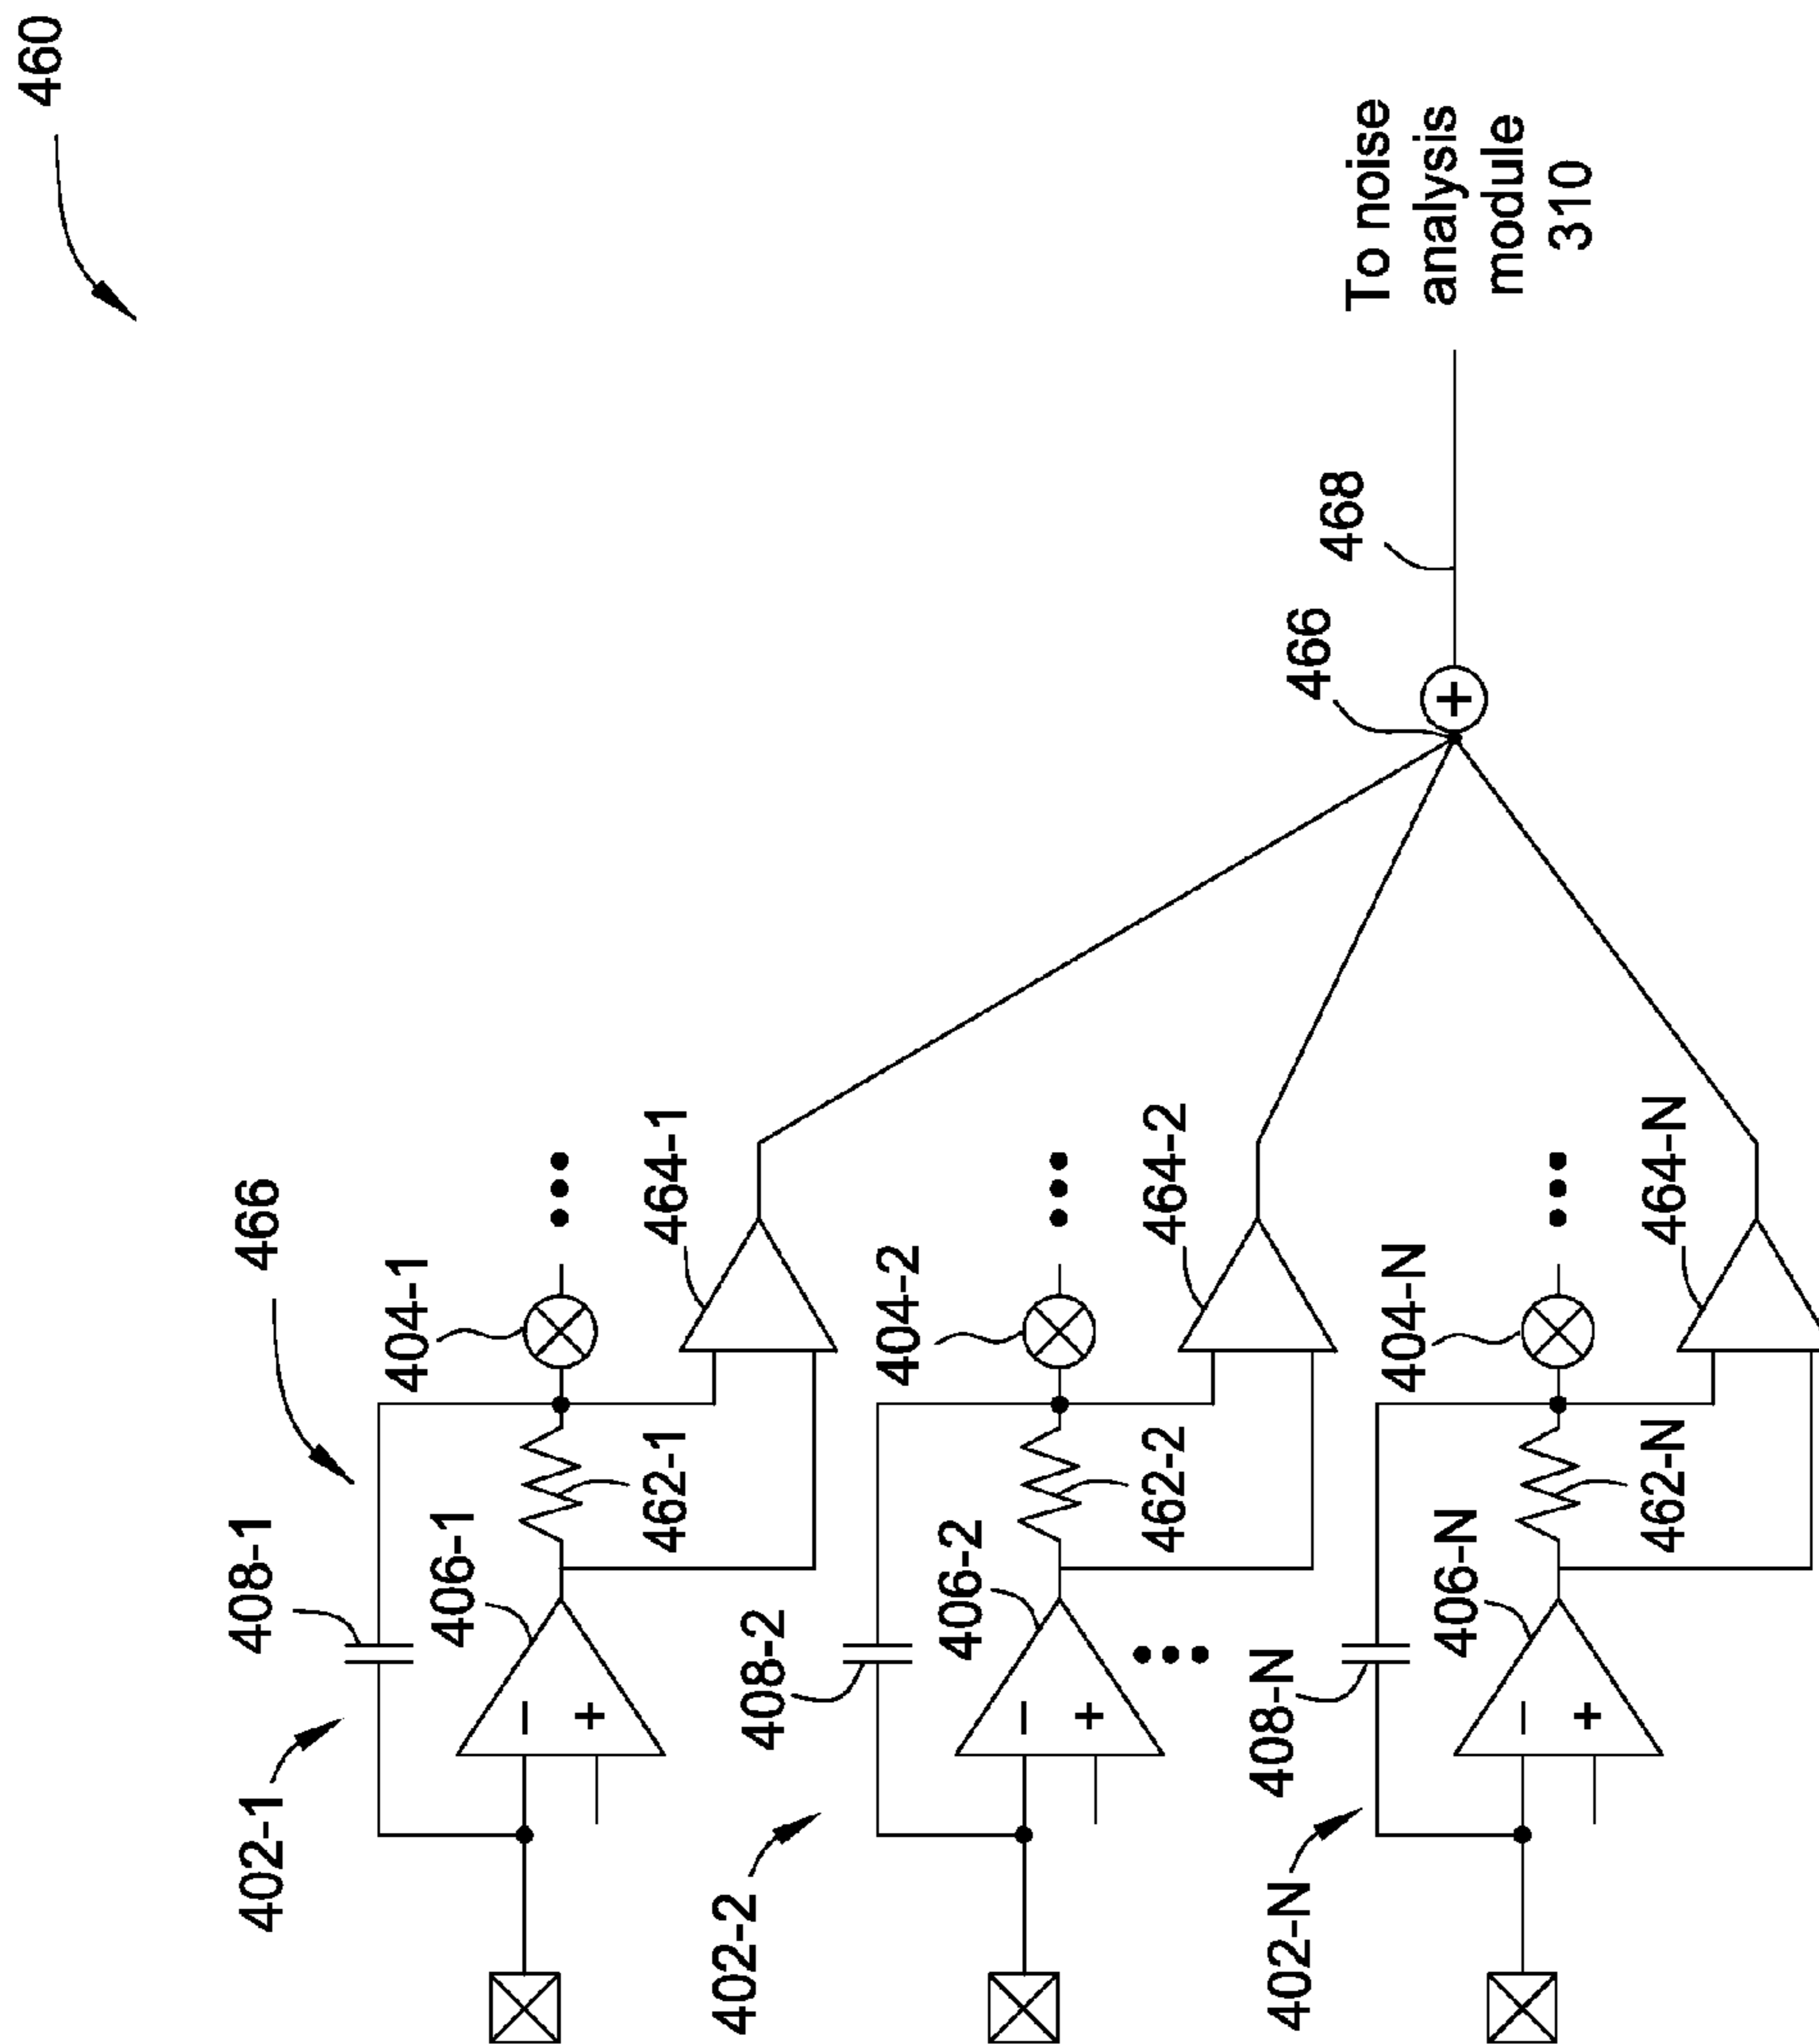 460
466
402-1
408-1
404-1
406-1
−
+
462-1
464-1
402-2
408-2
404-2
406-2
−
+
462-2
464-2
402-N
408-N
404-N
406-N
−
+
462-N
464-N
466
+
468
To noise
analysis
module
310